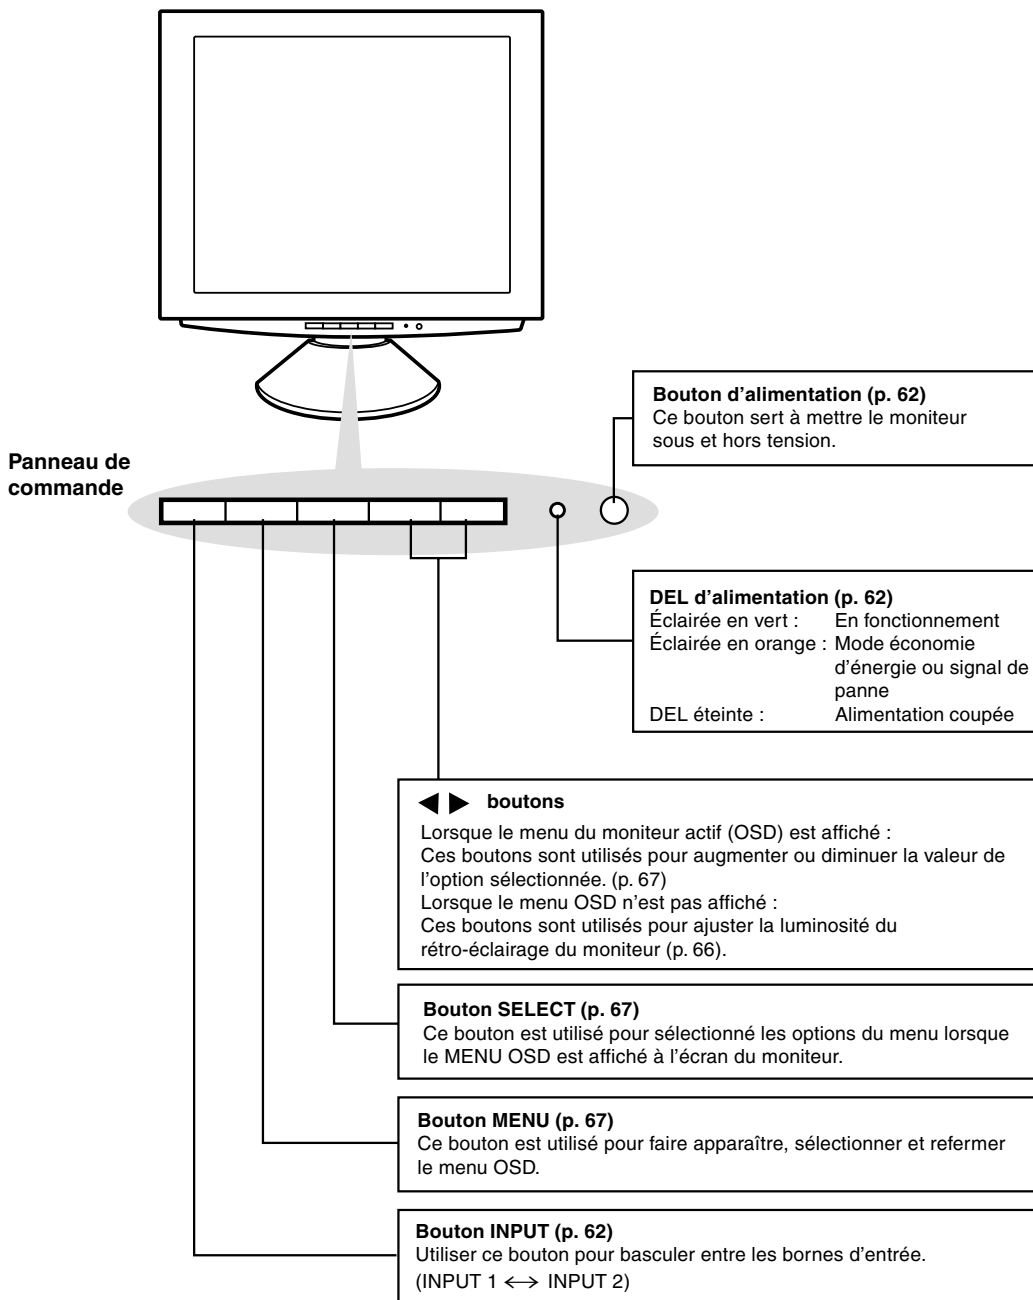 Panneau de
commande
Bouton d'alimentation (p. 62)
Ce bouton sert à mettre le moniteur
sous et hors tension.
DEL d'alimentation (p. 62)
Éclairée en vert : En fonctionnement
Éclairée en orange : Mode économie
d'énergie ou signal de
panne
DEL éteinte : Alimentation coupée
◀ ▶ boutons
Lorsque le menu du moniteur actif (OSD) est affiché :
Ces boutons sont utilisés pour augmenter ou diminuer la valeur de
l'option sélectionnée. (p. 67)
Lorsque le menu OSD n'est pas affiché :
Ces boutons sont utilisés pour ajuster la luminosité du
rétro-éclairage du moniteur (p. 66).
Bouton SELECT (p. 67)
Ce bouton est utilisé pour sélectionné les options du menu lorsque
le MENU OSD est affiché à l'écran du moniteur.
Bouton MENU (p. 67)
Ce bouton est utilisé pour faire apparaître, sélectionner et refermer
le menu OSD.
Bouton INPUT (p. 62)
Utiliser ce bouton pour basculer entre les bornes d'entrée.
(INPUT 1 ⟷ INPUT 2)